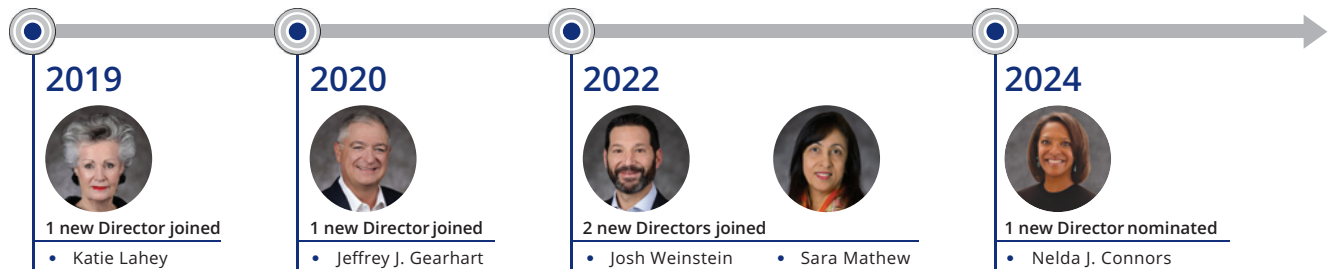 2019
1 new Director joined
• Katie Lahey
2020
1 new Director joined
• Jeffrey J. Gearhart
2022
2 new Directors joined
• Josh Weinstein
• Sara Mathew
2024
1 new Director nominated
• Nelda J. Connors